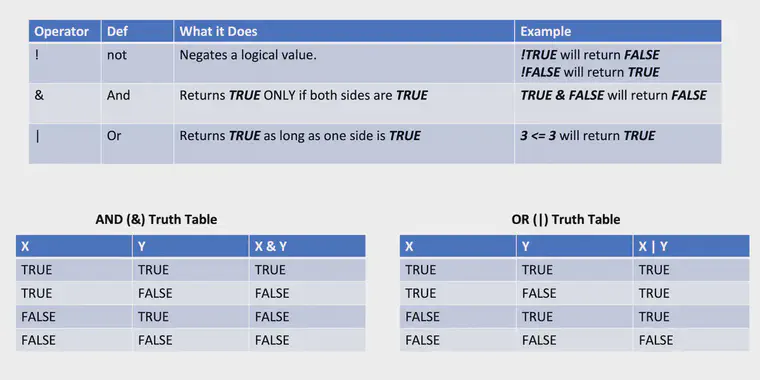 Operator Def What it Does Example
! not Negates a logical value. !TRUE will return FALSE
!FALSE will return TRUE
& And Returns TRUE ONLY if both sides are TRUE TRUE & FALSE will return FALSE
| Or Returns TRUE as long as one side is TRUE 3 <= 3 will return TRUE
AND (&) Truth Table
X Y X & Y
TRUE TRUE TRUE
TRUE FALSE FALSE
FALSE TRUE FALSE
FALSE FALSE FALSE
OR (|) Truth Table
X Y X | Y
TRUE TRUE TRUE
TRUE FALSE TRUE
FALSE TRUE TRUE
FALSE FALSE FALSE